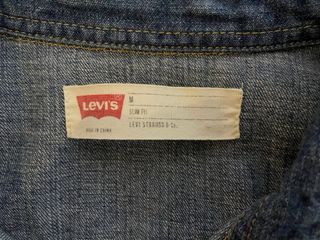 LEVI'S
M
SLIM FIT
LEVI STRAUSS & Co.
MADE IN CHINA